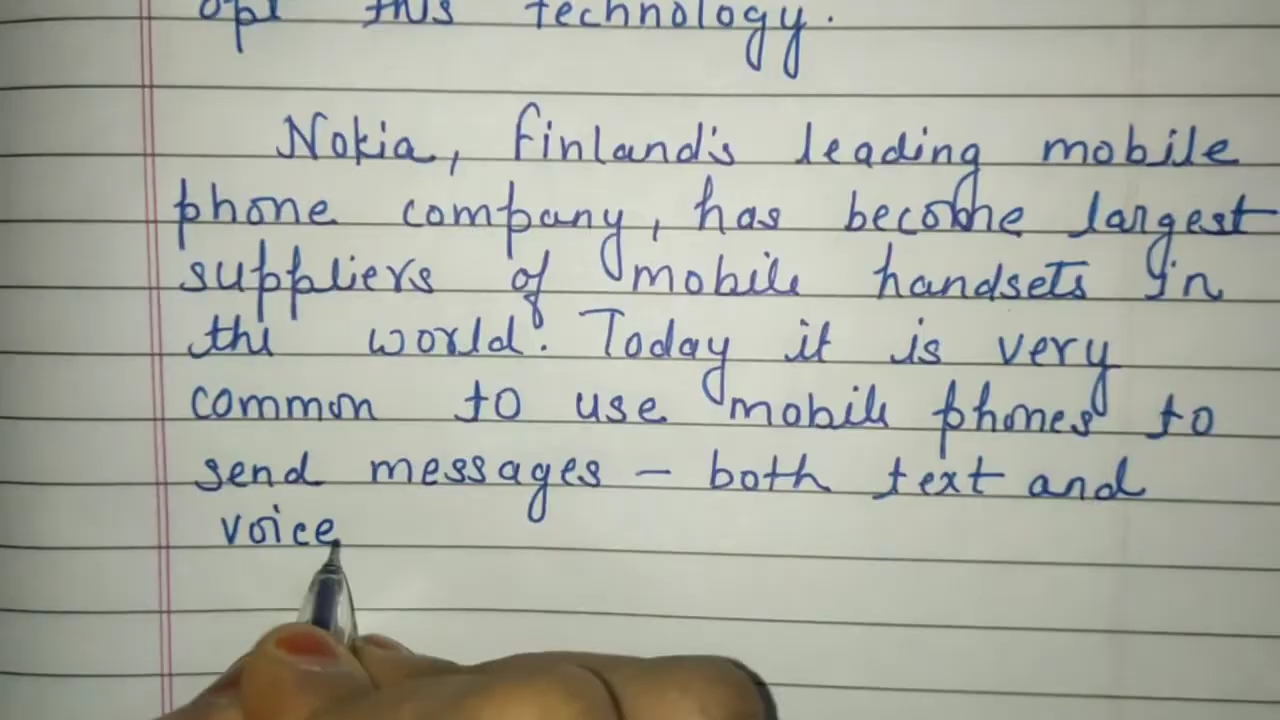 opt this technology.
Nokia, Finland's leading mobile
phone company, has become largest
suppliers of mobile handsets in
the world. Today it is very
common to use mobile phones to
send messages - both text and
voice